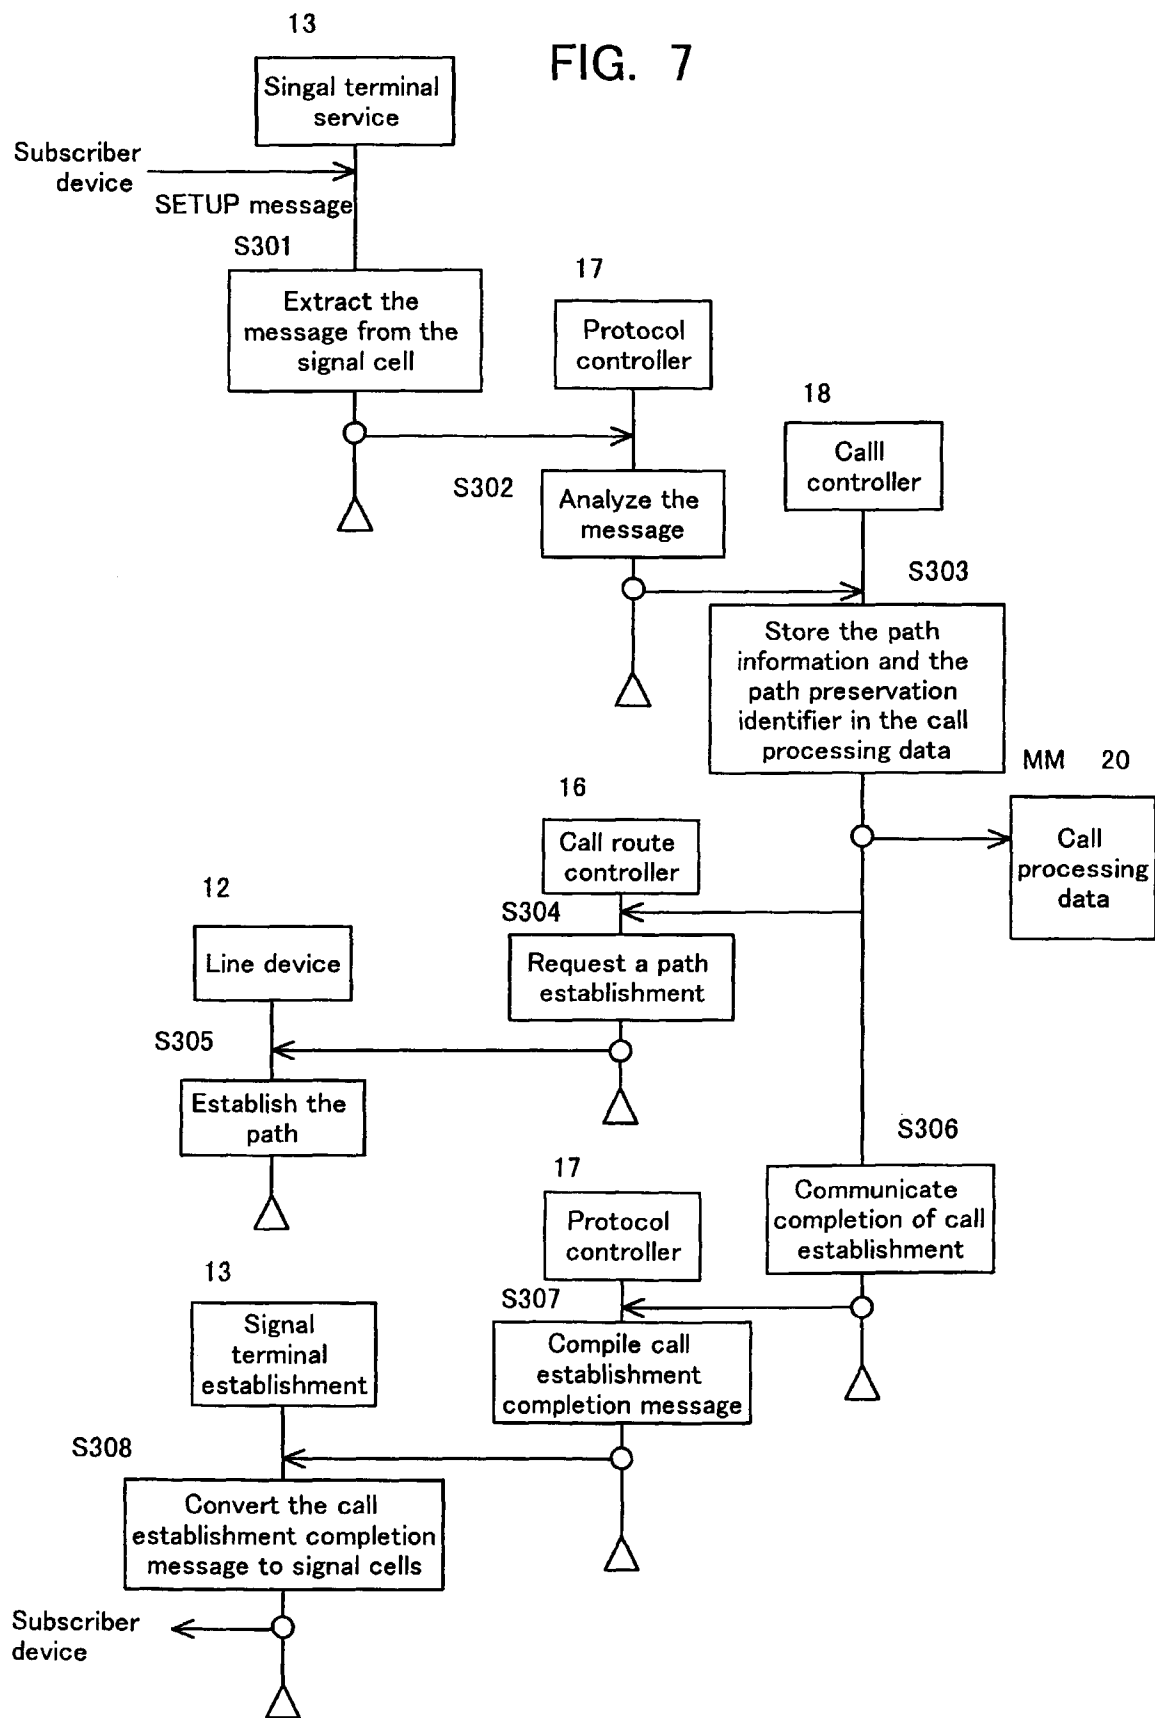 13
FIG. 7
Singal terminal
service
Subscriber
device
SETUP message
S301
Extract the
message from the
signal cell
17
Protocol
controller
18
Calll
controller
S302
Analyze the
message
S303
Store the path
information and the
path preservation
identifier in the call
processing data
MM 20
Call
processing
data
16
Call route
controller
12
S304
Line device
Request a path
establishment
S305
Establish the
path
S306
Communicate
completion of call
establishment
17
Protocol
controller
13
S307
Signal
terminal
establishment
Compile call
establishment
completion message
S308
Convert the call
establishment completion
message to signal cells
Subscriber
device